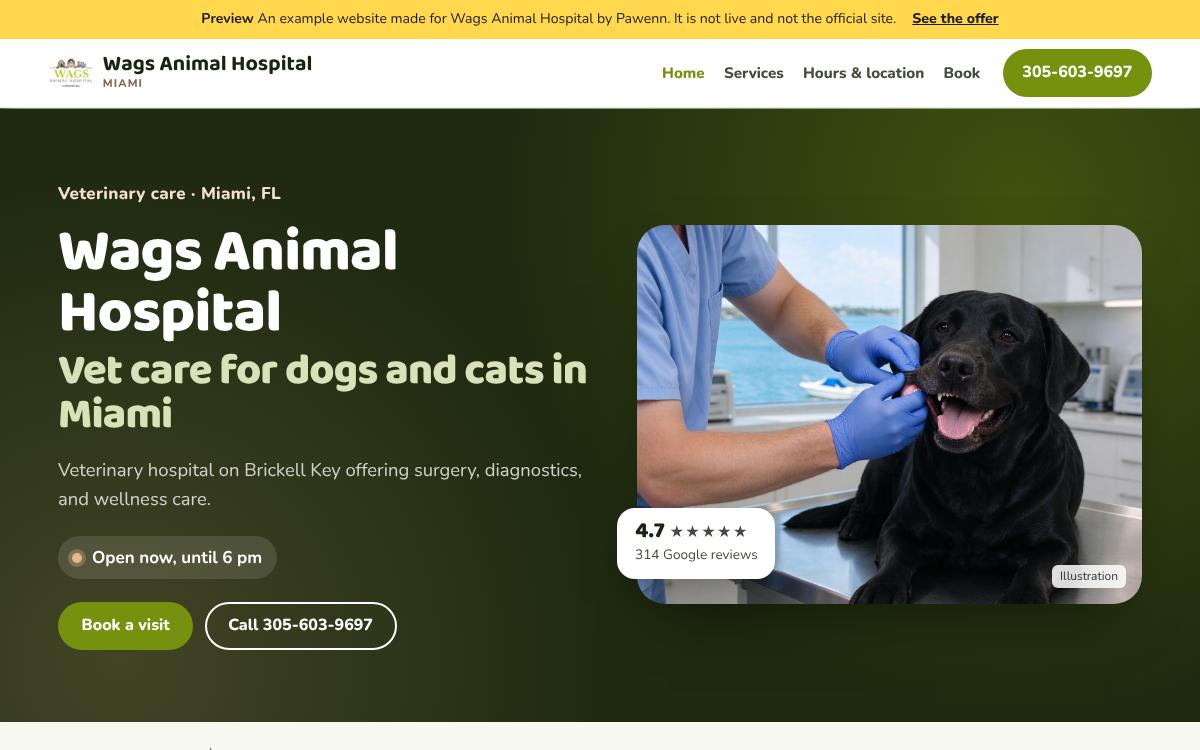 Preview An example website made for Wags Animal Hospital by Pawenn. It is not live and not the official site. See the offer
WAGS
Wags Animal Hospital
MIAMI
Home
Services
Hours & location
Book
305-603-9697
Veterinary care · Miami, FL
Wags Animal
Hospital
Vet care for dogs and cats in
Miami
Veterinary hospital on Brickell Key offering surgery, diagnostics,
and wellness care.
Open now, until 6 pm
Book a visit
Call 305-603-9697
4.7 ★★★★★
314 Google reviews
Illustration